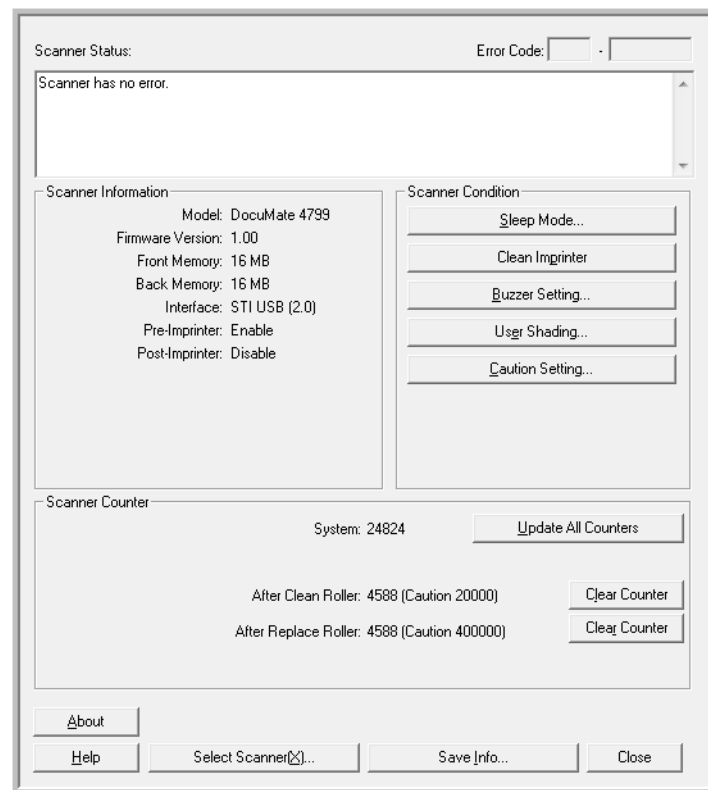 Scanner Status:
Error Code: -
Scanner has no error.
Scanner Information
Model: DocuMate 4799
Firmware Version: 1.00
Front Memory: 16 MB
Back Memory: 16 MB
Interface: STI USB (2.0)
Pre-Imprinter: Enable
Post-Imprinter: Disable
Scanner Condition
Sleep Mode...
Clean Imprinter
Buzzer Setting...
User Shading...
Caution Setting...
Scanner Counter
System: 24824
Update All Counters
After Clean Roller: 4588 (Caution 20000)
Clear Counter
After Replace Roller: 4588 (Caution 400000)
Clear Counter
About
Help
Select Scanner(X)...
Save Info...
Close